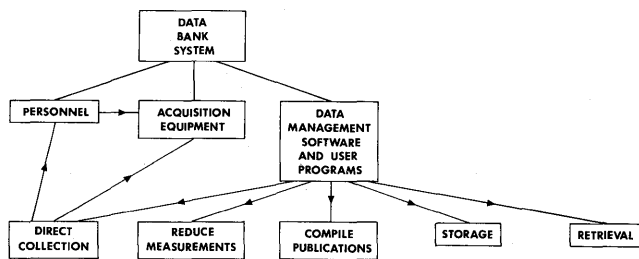 DATA
BANK
SYSTEM
PERSONNEL
ACQUISITION
EQUIPMENT
DATA
MANAGEMENT
SOFTWARE
AND USER
PROGRAMS
DIRECT
COLLECTION
REDUCE
MEASUREMENTS
COMPILE
PUBLICATIONS
STORAGE
RETRIEVAL